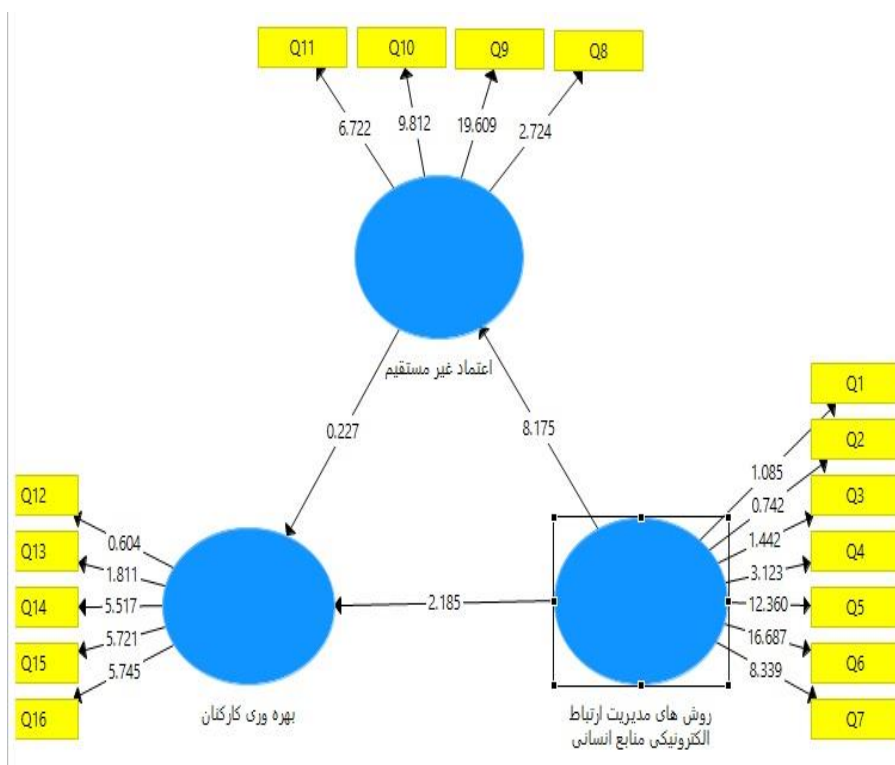 Q11
Q10
Q9
Q8
6.722
9.812
19.609
2.724
اعتماد غیر مستقیم
0.227
8.175
Q1
Q2
Q3
Q4
Q5
Q6
Q7
1.085
0.742
1.442
3.123
12.360
16.687
8.339
Q12
Q13
Q14
Q15
Q16
0.604
1.811
5.517
5.721
5.745
2.185
بهره وری کارکنان
روش های مدیریت ارتباط
الکترونیکی منابع انسانی